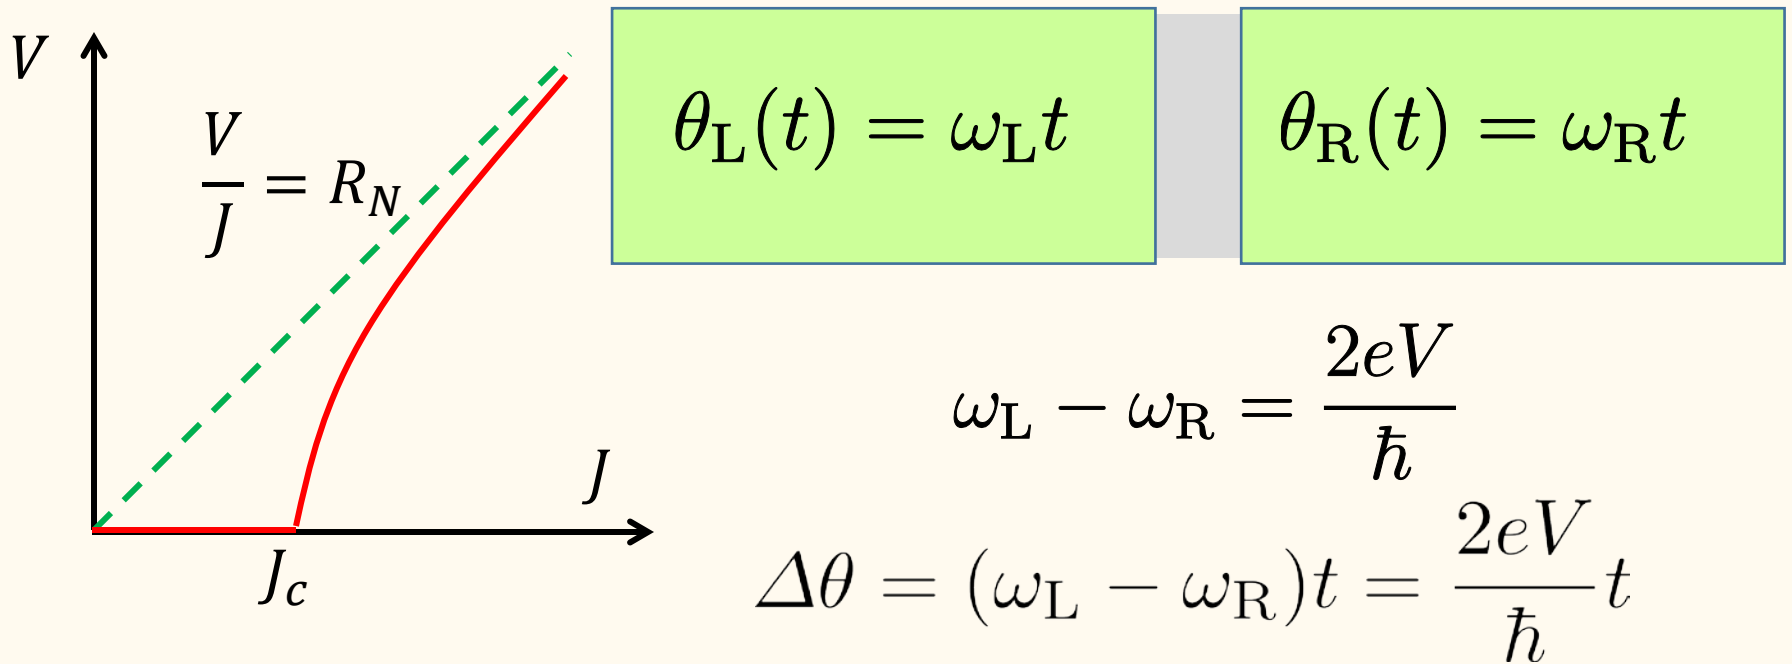 V
V/J = R_N
J
J_c
θ_L(t) = ω_L t
θ_R(t) = ω_R t
ω_L − ω_R = 2eV/ħ
Δθ = (ω_L − ω_R)t = 2eV/ħ t